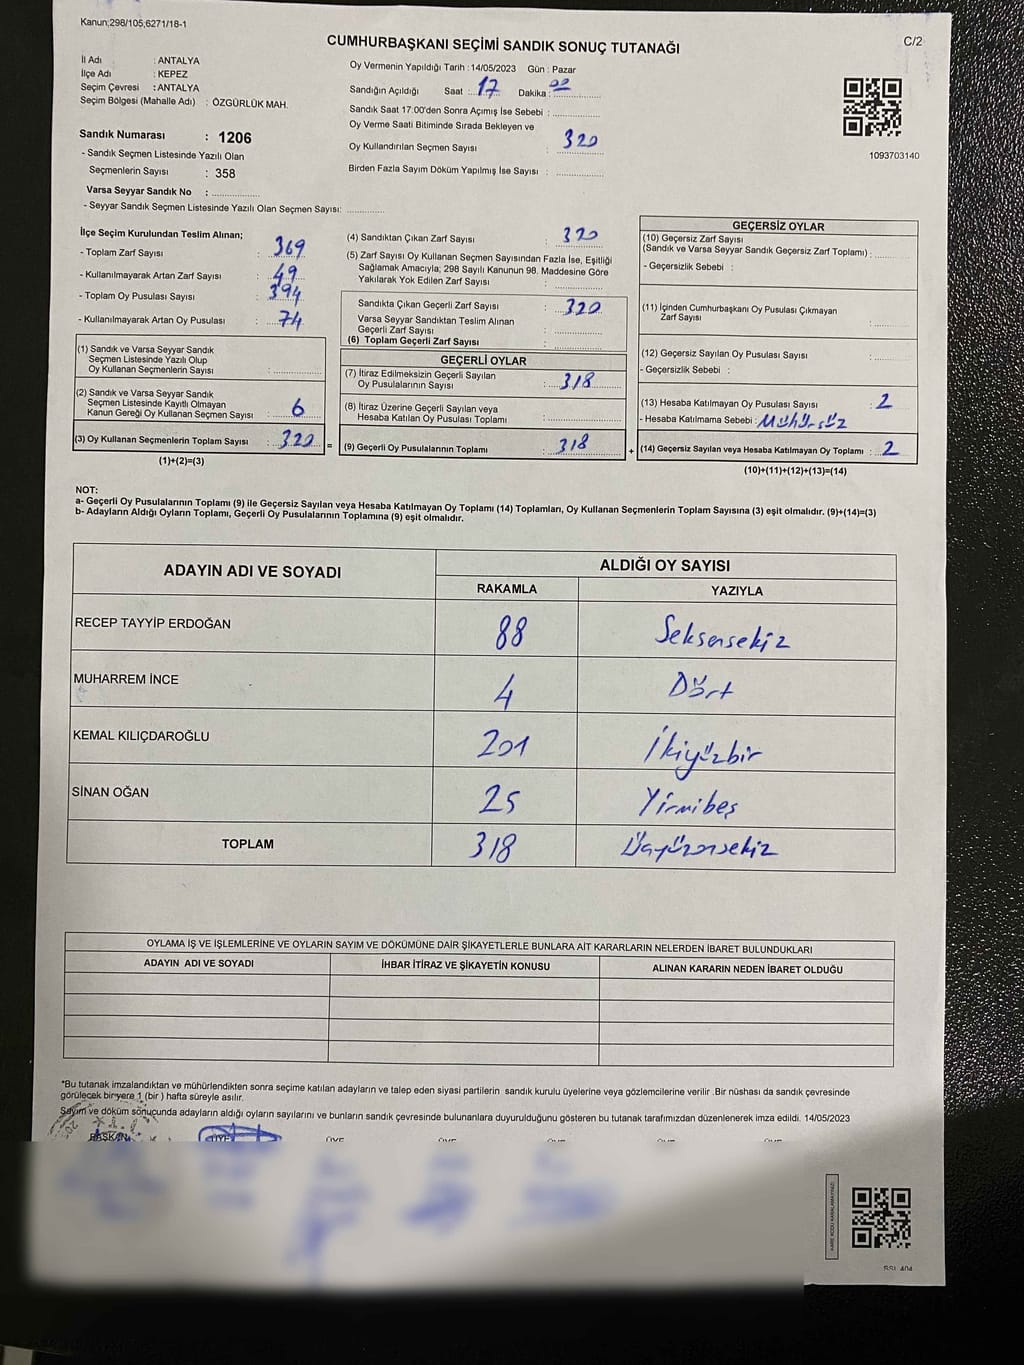 Kanun;298/105,6271/18-1
C/2
CUMHURBAŞKANI SEÇİMİ SANDIK SONUÇ TUTANAĞI
İl Adı : ANTALYA
İlçe Adı : KEPEZ
Seçim Çevresi : ANTALYA
Seçim Bölgesi (Mahalle Adı) : ÖZGÜRLÜK MAH.
Sandık Numarası : 1206
- Sandık Seçmen Listesinde Yazılı Olan
Seçmenlerin Sayısı : 358
Varsa Seyyar Sandık No :
- Seyyar Sandık Seçmen Listesinde Yazılı Olan Seçmen Sayısı:
Oy Vermenin Yapıldığı Tarih : 14/05/2023 Gün : Pazar
Sandığın Açıldığı Saat : 17 Dakika : 00
Sandık Saat 17:00'den Sonra Açımış İse Sebebi :
Oy Verme Saati Bitiminde Sırada Bekleyen ve
Oy Kullandırılan Seçmen Sayısı : 320
Birden Fazla Sayım Döküm Yapılmış İse Sayısı :
1093703140
İlçe Seçim Kurulundan Teslim Alınan;
- Toplam Zarf Sayısı : 369
- Kullanılmayarak Artan Zarf Sayısı : 49
- Toplam Oy Pusulası Sayısı : 394
- Kullanılmayarak Artan Oy Pusulası : 74
(1) Sandık ve Varsa Seyyar Sandık
Seçmen Listesinde Yazılı Olup
Oy Kullanan Seçmenlerin Sayısı :
(2) Sandık ve Varsa Seyyar Sandık
Seçmen Listesinde Kayıtlı Olmayan
Kanun Gereği Oy Kullanan Seçmen Sayısı : 6
(3) Oy Kullanan Seçmenlerin Toplam Sayısı : 320 =
(1)+(2)=(3)
(4) Sandıktan Çıkan Zarf Sayısı : 320
(5) Zarf Sayısı Oy Kullanan Seçmen Sayısından Fazla İse, Eşitliği
Sağlamak Amacıyla; 298 Sayılı Kanunun 98. Maddesine Göre
Yakılarak Yok Edilen Zarf Sayısı :
Sandıkta Çıkan Geçerli Zarf Sayısı : 320
Varsa Seyyar Sandıktan Teslim Alınan
Geçerli Zarf Sayısı :
(6) Toplam Geçerli Zarf Sayısı :
GEÇERLİ OYLAR
(7) İtiraz Edilmeksizin Geçerli Sayılan
Oy Pusulalarının Sayısı : 318
(8) İtiraz Üzerine Geçerli Sayılan veya
Hesaba Katılan Oy Pusulası Toplamı :
(9) Geçerli Oy Pusulalarının Toplamı : 318 +
GEÇERSİZ OYLAR
(10) Geçersiz Zarf Sayısı
(Sandık ve Varsa Seyyar Sandık Geçersiz Zarf Toplamı) :
- Geçersizlik Sebebi :
(11) İçinden Cumhurbaşkanı Oy Pusulası Çıkmayan
Zarf Sayısı :
(12) Geçersiz Sayılan Oy Pusulası Sayısı :
- Geçersizlik Sebebi :
(13) Hesaba Katılmayan Oy Pusulası Sayısı : 2
- Hesaba Katılmama Sebebi : Mühürsüz
(14) Geçersiz Sayılan veya Hesaba Katılmayan Oy Toplamı : 2
(10)+(11)+(12)+(13)=(14)
NOT:
a- Geçerli Oy Pusulalarının Toplamı (9) ile Geçersiz Sayılan veya Hesaba Katılmayan Oy Toplamı (14) Toplamları, Oy Kullanan Seçmenlerin Toplam Sayısına (3) eşit olmalıdır. (9)+(14)=(3)
b- Adayların Aldığı Oyların Toplamı, Geçerli Oy Pusulalarının Toplamına (9) eşit olmalıdır.
ADAYIN ADI VE SOYADI ALDIĞI OY SAYISI
RAKAMLA YAZIYLA
RECEP TAYYİP ERDOĞAN 88 Seksensekiz
MUHARREM İNCE 4 Dört
KEMAL KILIÇDAROĞLU 201 İkiyüzbir
SİNAN OĞAN 25 Yirmibeş
TOPLAM 318 Üçyüzonsekiz
OYLAMA İŞ VE İŞLEMLERİNE VE OYLARIN SAYIM VE DÖKÜMÜNE DAİR ŞİKAYETLERLE BUNLARA AİT KARARLARIN NELERDEN İBARET BULUNDUKLARI
ADAYIN ADI VE SOYADI İHBAR İTİRAZ VE ŞİKAYETİN KONUSU ALINAN KARARIN NEDEN İBARET OLDUĞU
*Bu tutanak imzalandıktan ve mühürlendikten sonra seçime katılan adayların ve talep eden siyasi partilerin sandık kurulu üyelerine veya gözlemcilerine verilir .Bir nüshası da sandık çevresinde
görülecek bir yere 1 (bir ) hafta süreyle asılır.
Sayım ve döküm sonucunda adayların aldığı oyların sayılarını ve bunların sandık çevresinde bulunanlara duyurulduğunu gösteren bu tutanak tarafımızdan düzenlenerek imza edildi. 14/05/2023
BAŞKAN ÜYE ÜYE ÜYE